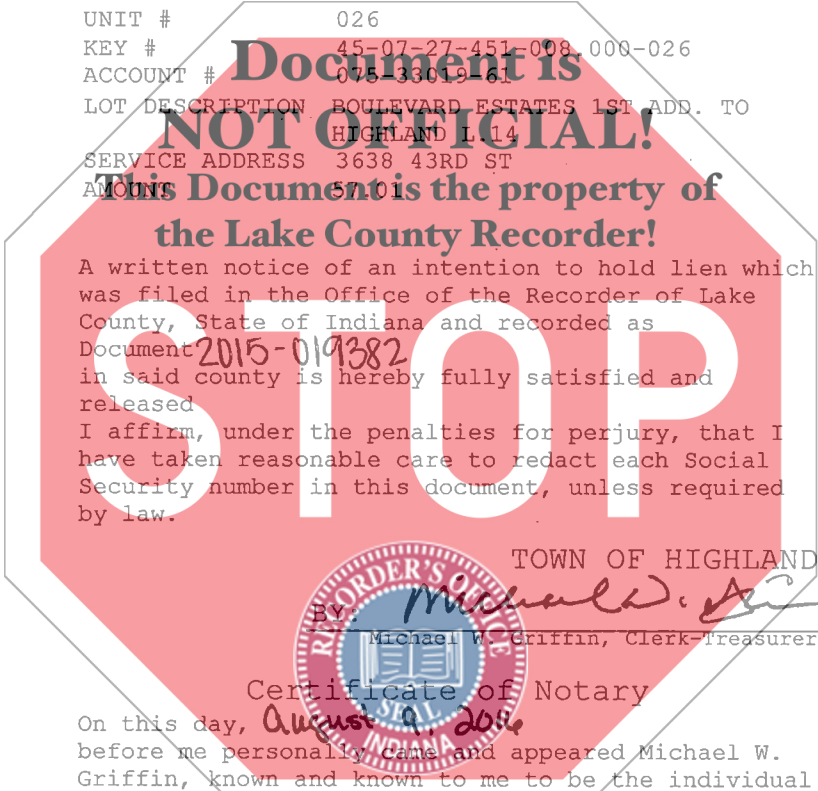 UNIT # 026
KEY # 45-07-27-451-008.000-026
ACCOUNT # 075-33019-61
Document is
LOT DESCRIPTION BOULEVARD ESTATES 1ST ADD. TO
HIGHLAND L.14
NOT OFFICIAL!
SERVICE ADDRESS 3638 43RD ST
AMOUNT 57.01
This Document is the property of
the Lake County Recorder!
A written notice of an intention to hold lien which
was filed in the Office of the Recorder of Lake
County, State of Indiana and recorded as
Document 2015-019382
in said county is hereby fully satisfied and
released
STOP
I affirm, under the penalties for perjury, that I
have taken reasonable care to redact each Social
Security number in this document, unless required
by law.
TOWN OF HIGHLAND
BY:
Michael W. Griffin, Clerk-Treasurer
RECORDER'S OFFICE
SEAL
INDIANA
Certificate of Notary
On this day, August 9, 2016
before me personally came and appeared Michael W.
Griffin, known and known to me to be the individual